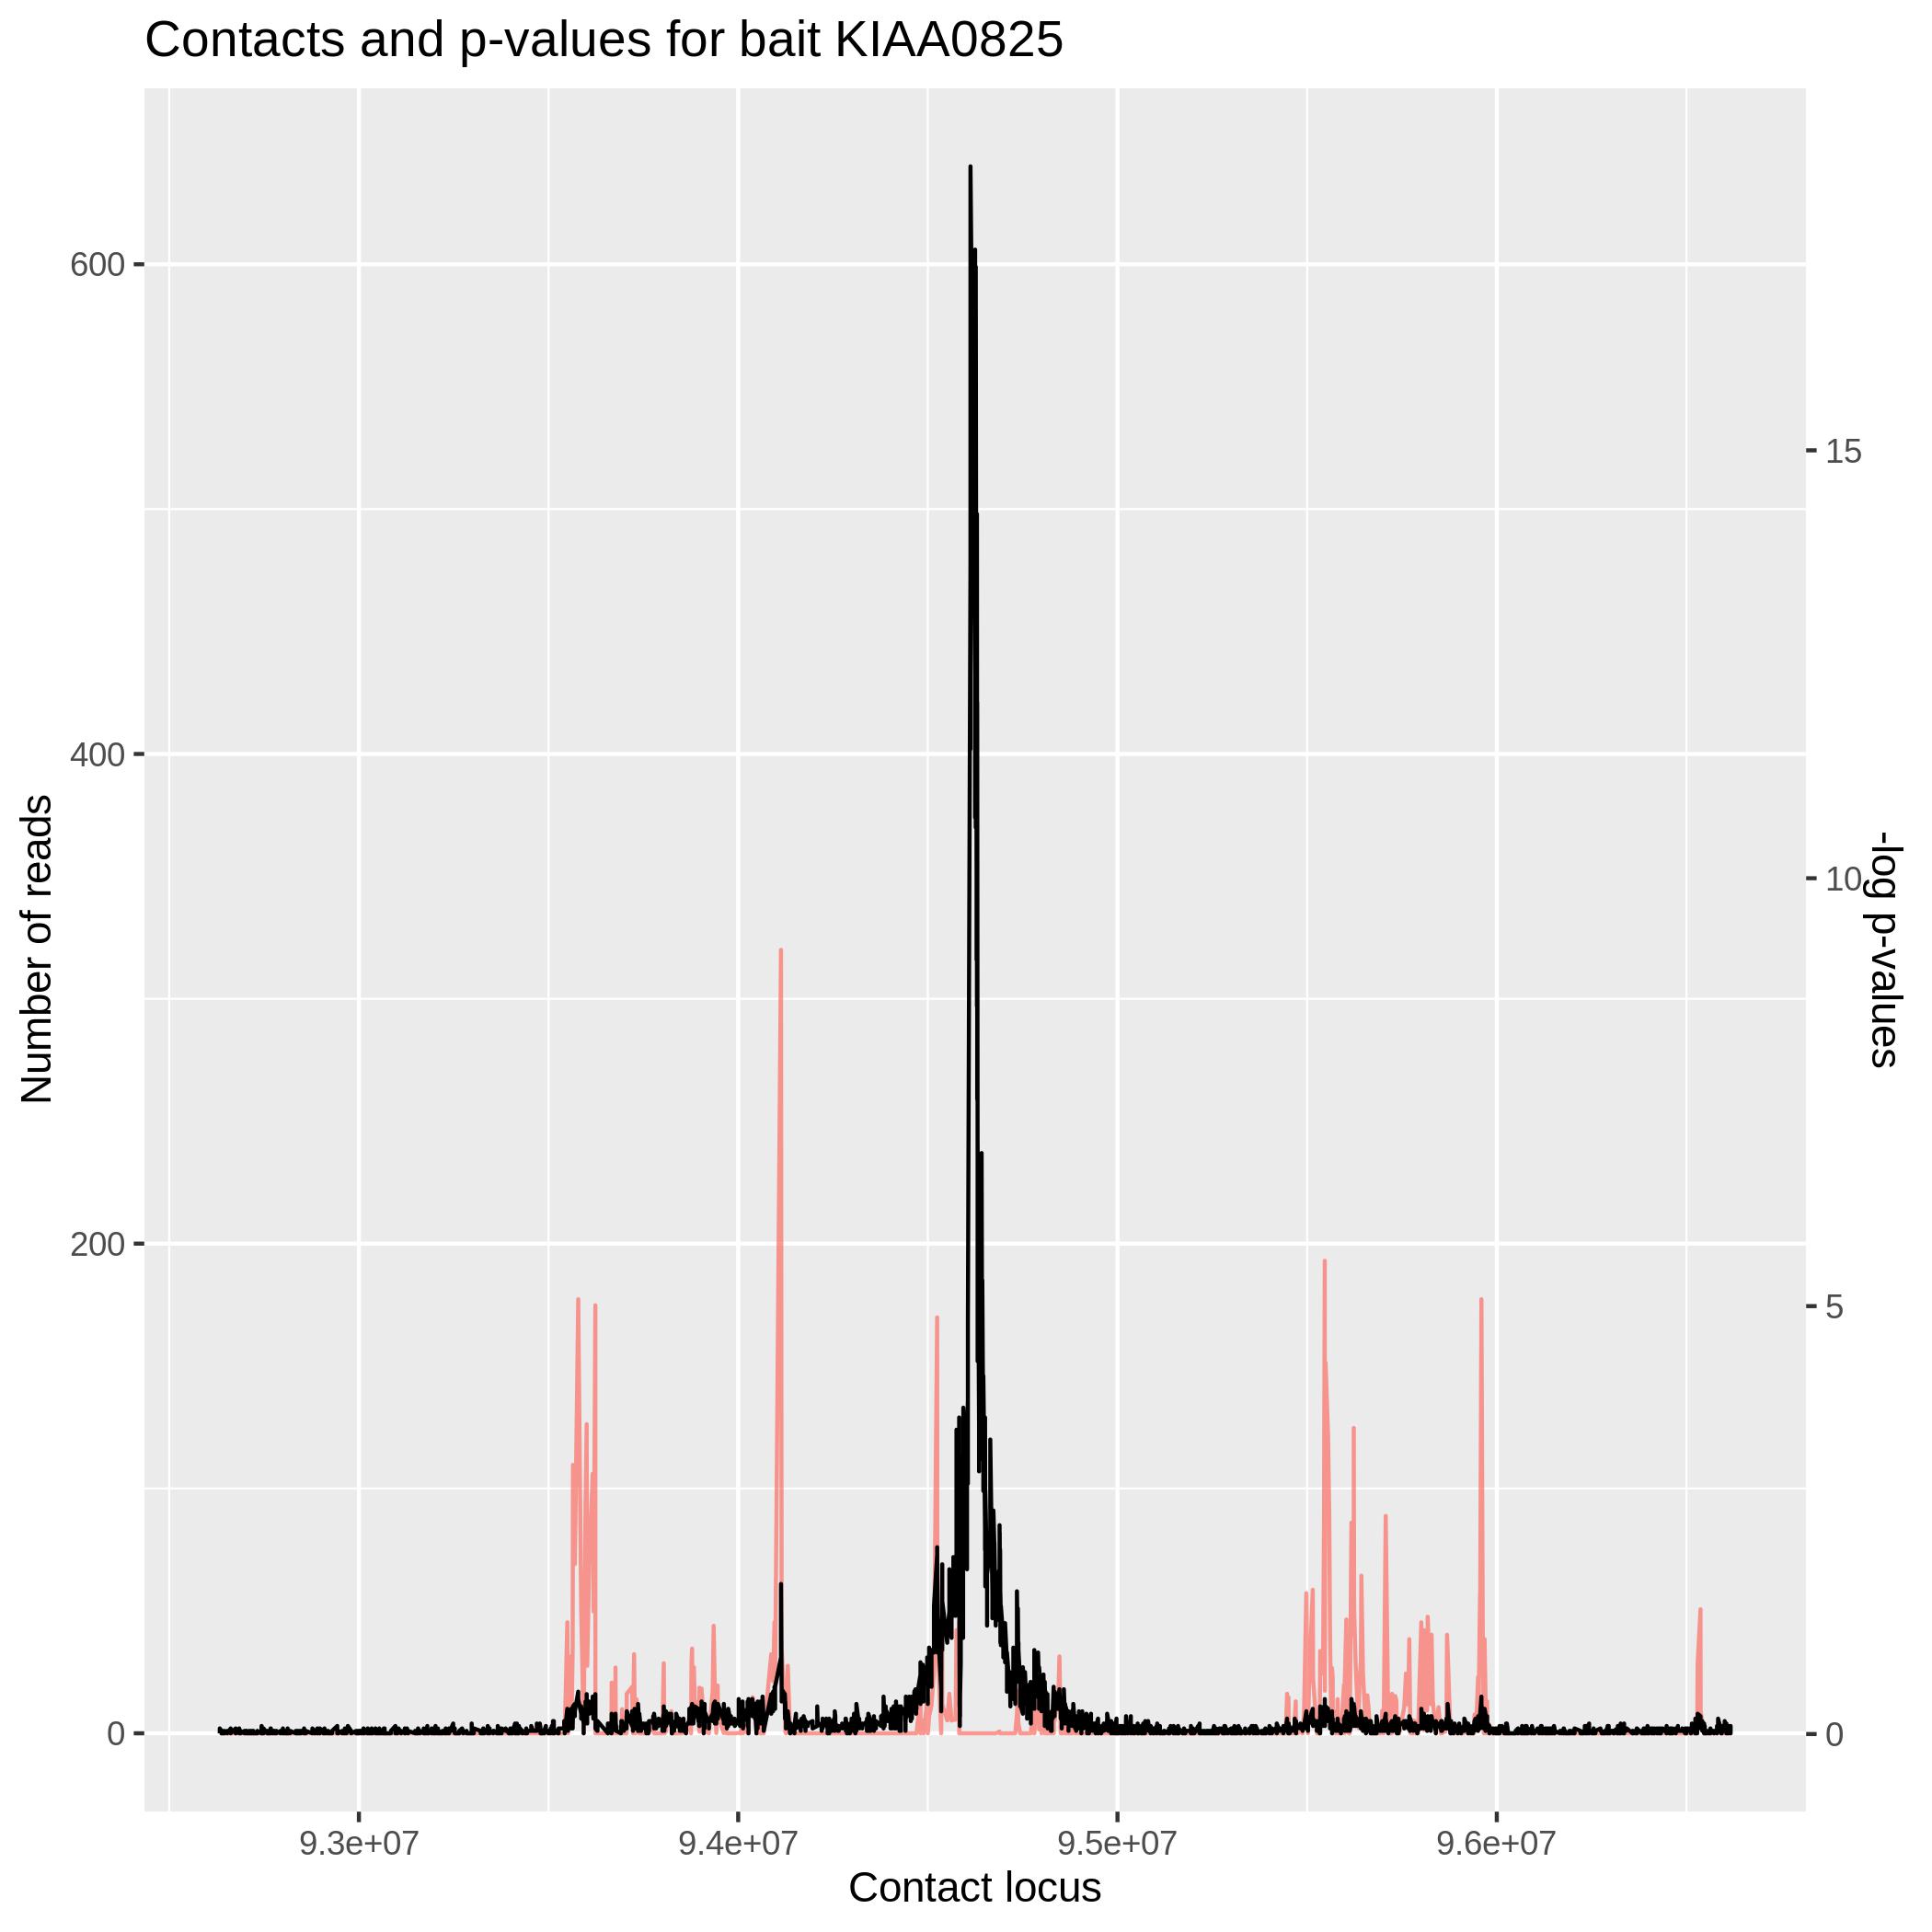 Contacts and p-values for bait KIAA0825
600
400
200
0
Number of reads
15
10
5
0
-log p-values
9.3e+07 9.4e+07 9.5e+07 9.6e+07
Contact locus